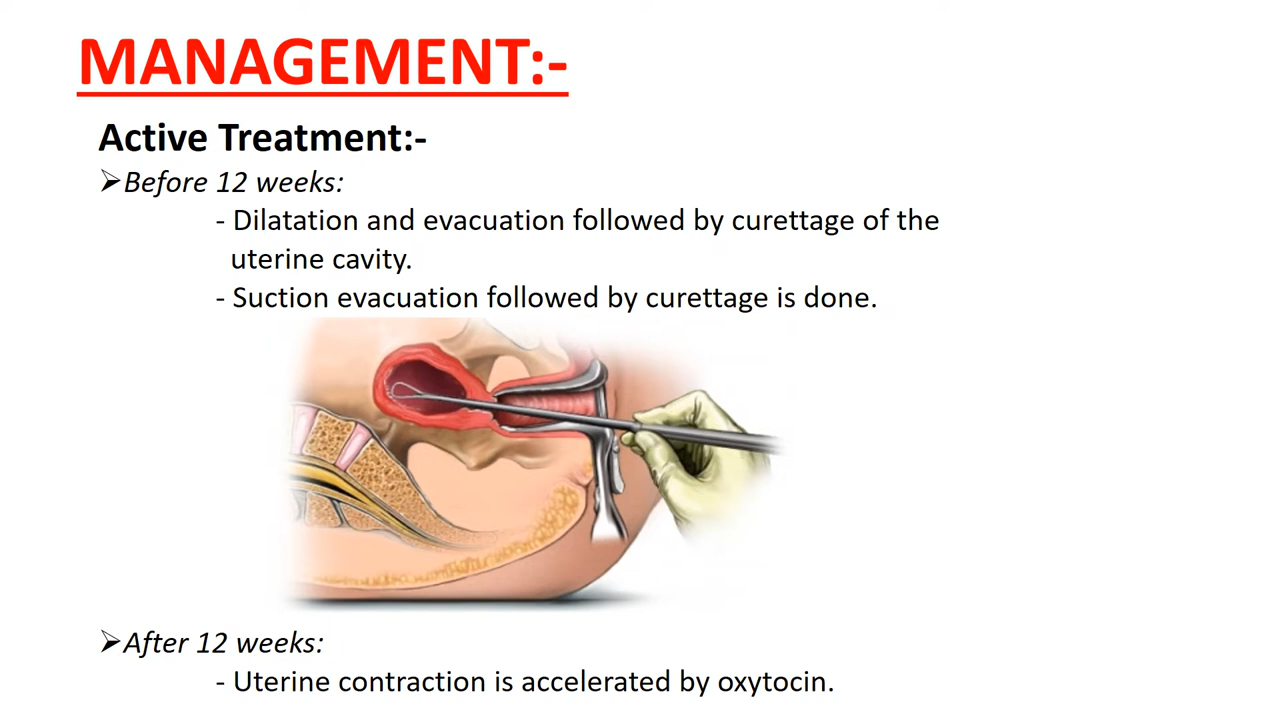 MANAGEMENT:-
Active Treatment:-
➢Before 12 weeks:
- Dilatation and evacuation followed by curettage of the
uterine cavity.
- Suction evacuation followed by curettage is done.
➢After 12 weeks:
- Uterine contraction is accelerated by oxytocin.